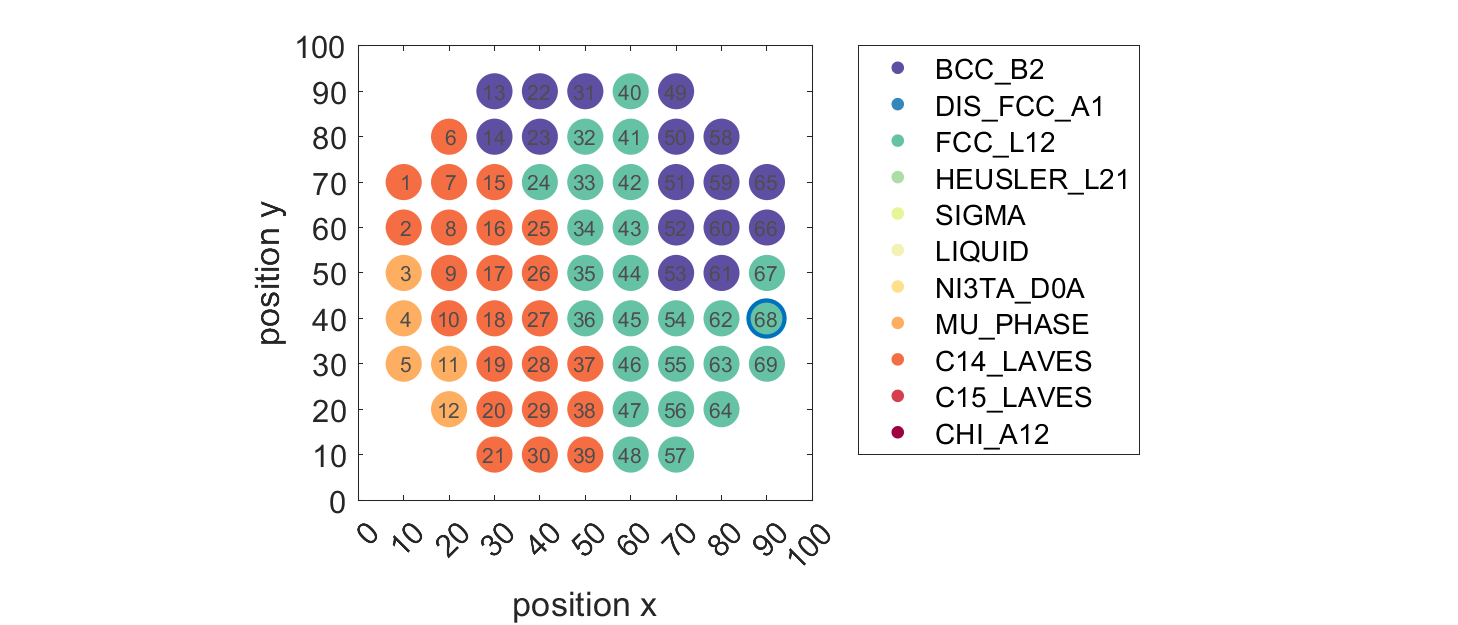 100
90
80
70
60
50
40
30
20
10
0
position y
13 22 31 40 49
6 14 23 32 41 50 58
1 7 15 24 33 42 51 59 65
2 8 16 25 34 43 52 60 66
3 9 17 26 35 44 53 61 67
4 10 18 27 36 45 54 62 68
5 11 19 28 37 46 55 63 69
12 20 29 38 47 56 64
21 30 39 48 57
0 10 20 30 40 50 60 70 80 90 100
position x
BCC_B2
DIS_FCC_A1
FCC_L12
HEUSLER_L21
SIGMA
LIQUID
NI3TA_D0A
MU_PHASE
C14_LAVES
C15_LAVES
CHI_A12